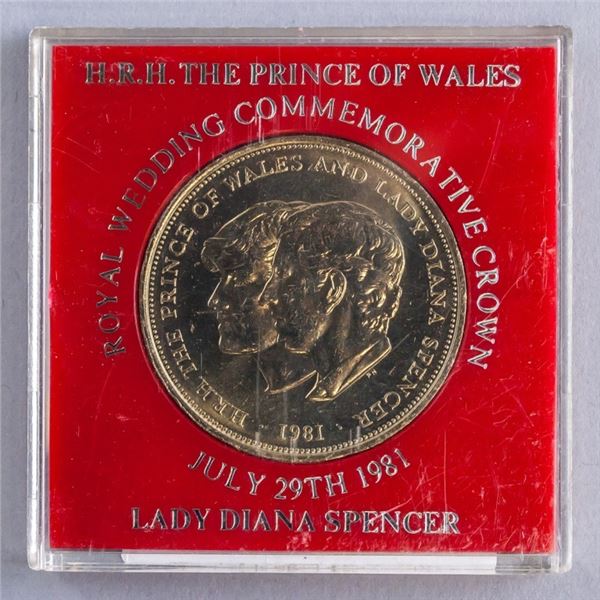 H.R.H. THE PRINCE OF WALES
ROYAL WEDDING COMMEMORATIVE CROWN
H.R.H. THE PRINCE OF WALES AND LADY DIANA SPENCER
· 1981 ·
JULY 29TH 1981
LADY DIANA SPENCER